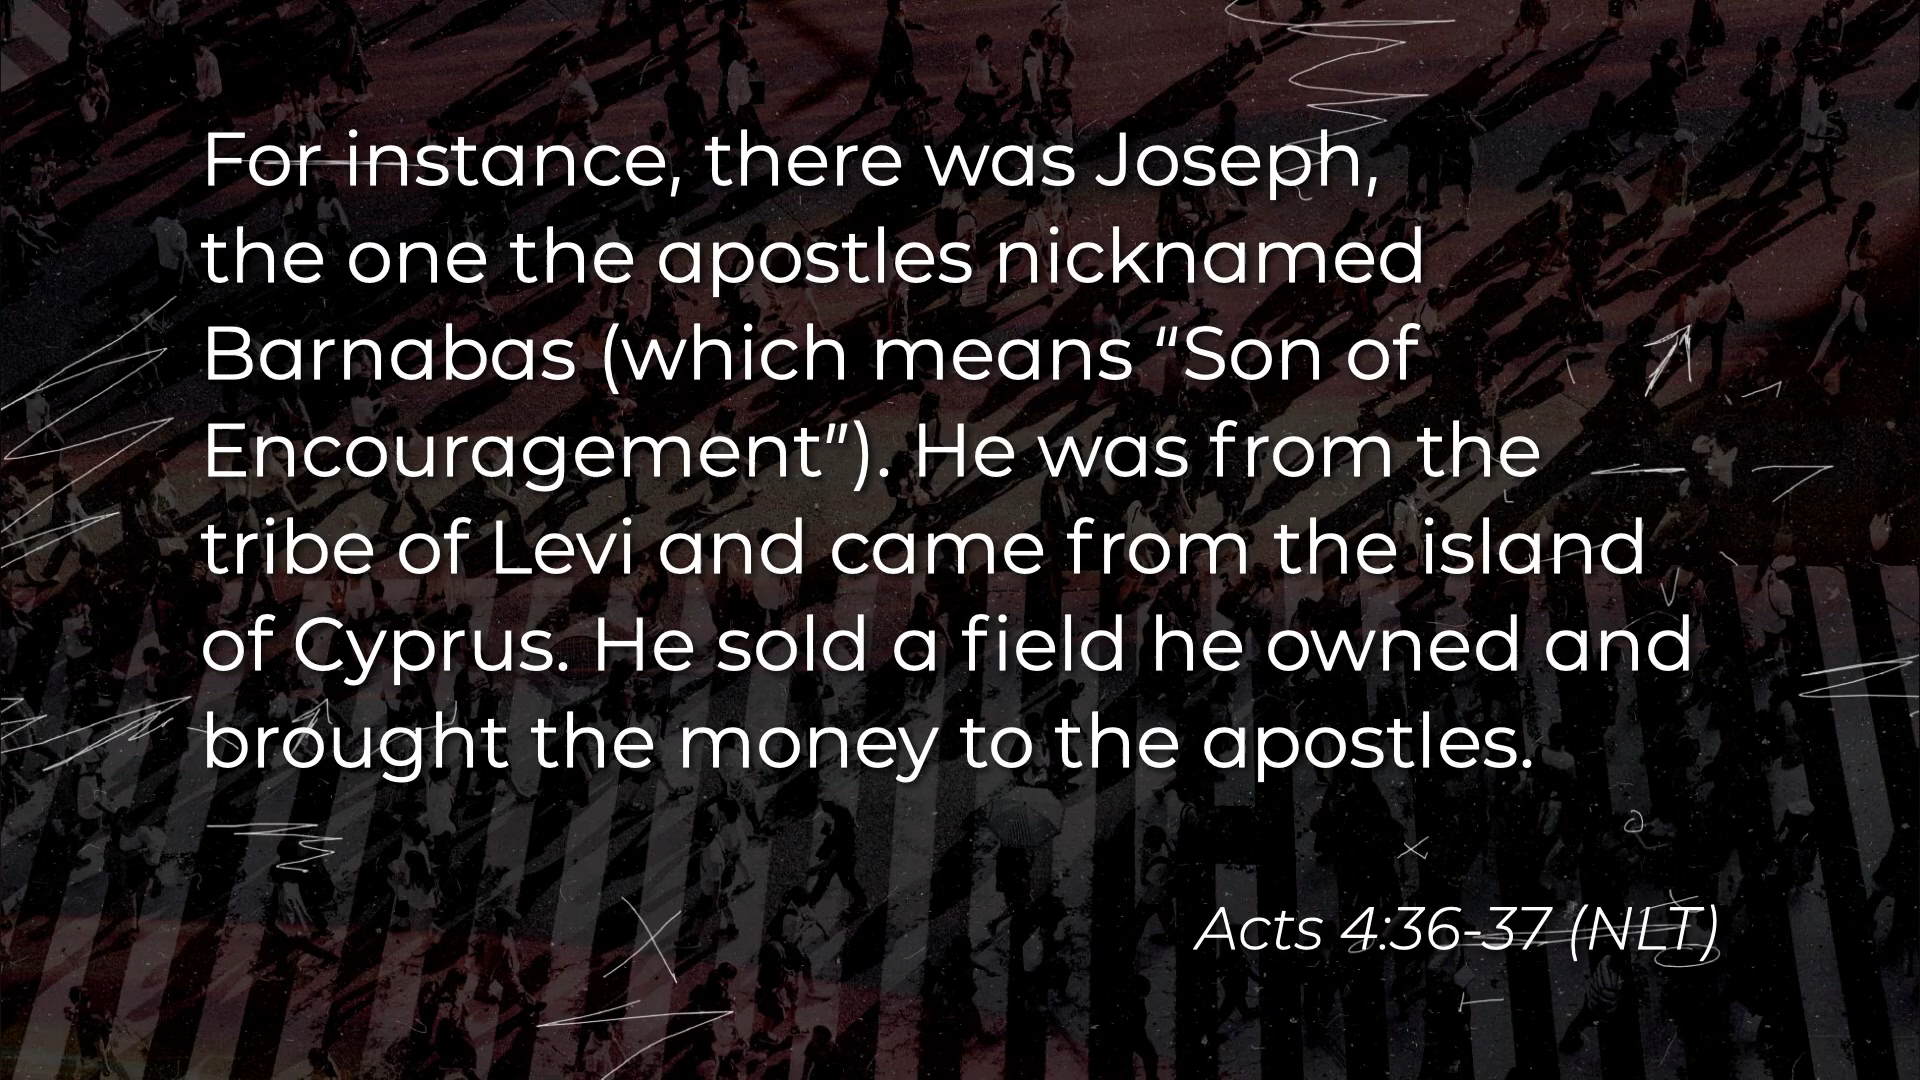 For instance, there was Joseph,
the one the apostles nicknamed
Barnabas (which means “Son of
Encouragement”). He was from the
tribe of Levi and came from the island
of Cyprus. He sold a field he owned and
brought the money to the apostles.
Acts 4:36-37 (NLT)